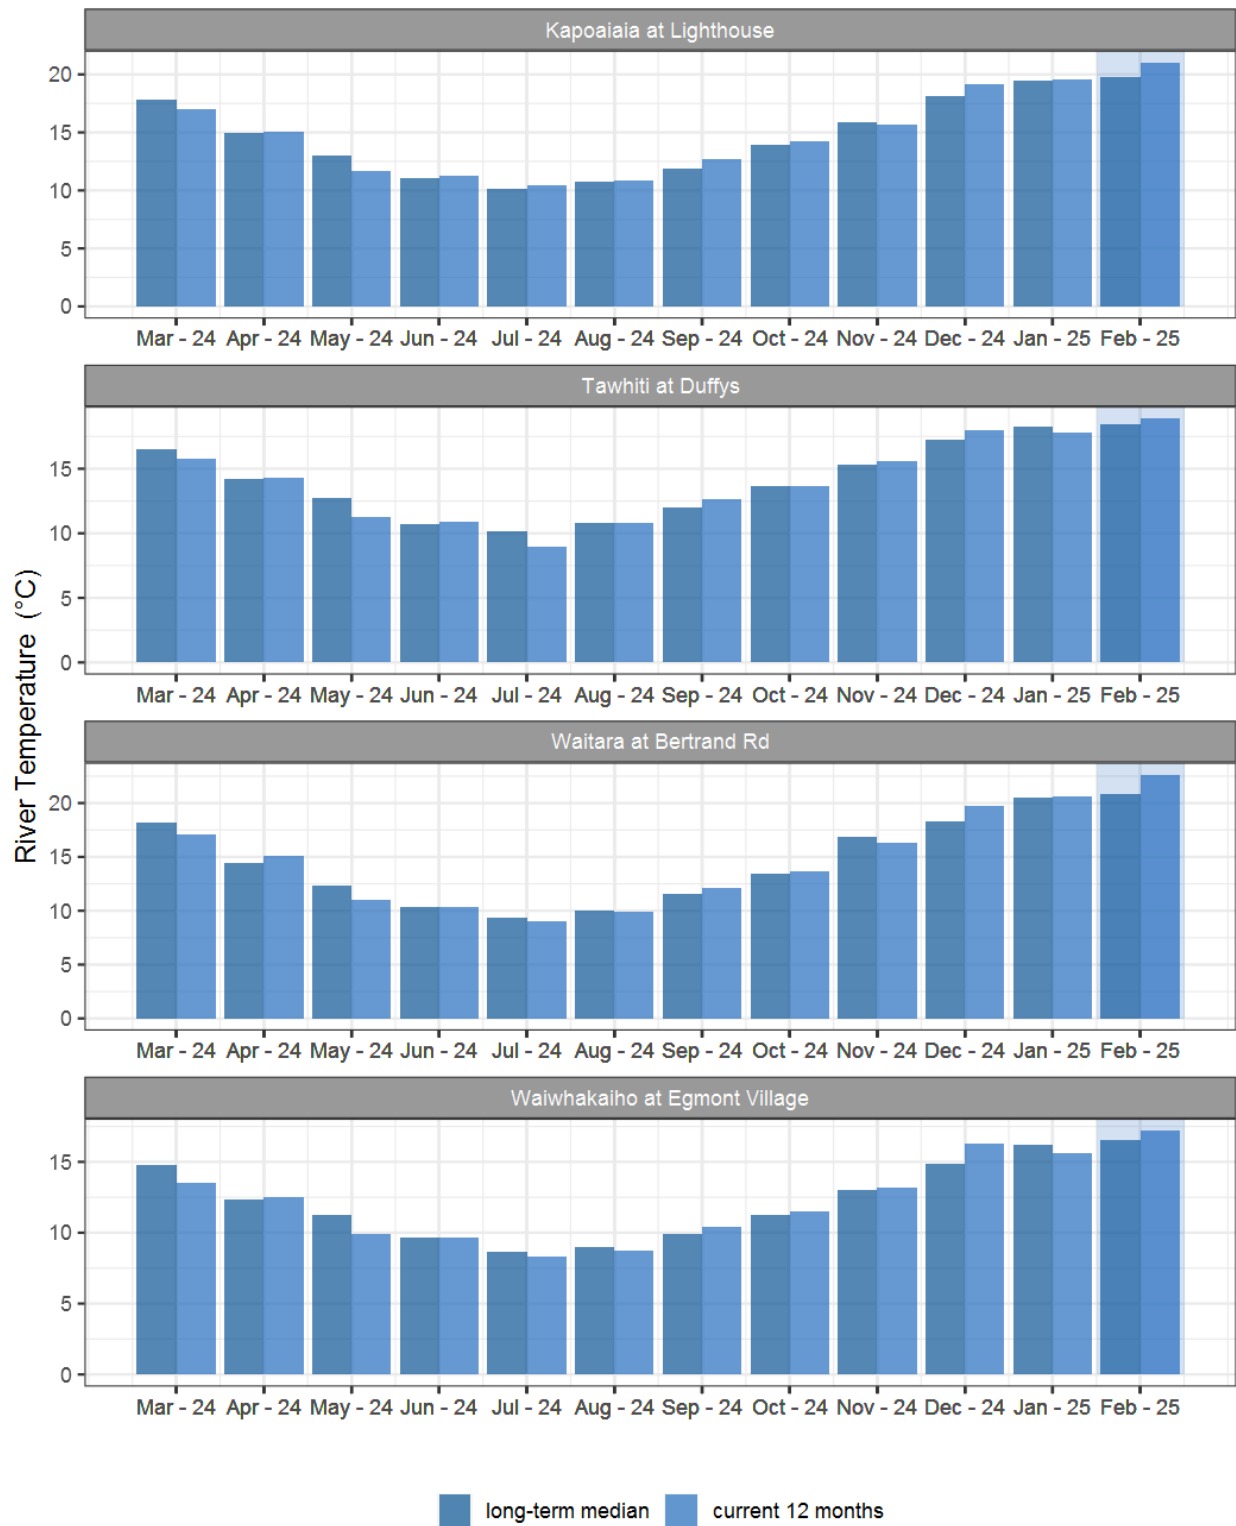 Kapoaiaia at Lighthouse
20
15
10
5
0
Mar - 24 Apr - 24 May - 24 Jun - 24 Jul - 24 Aug - 24 Sep - 24 Oct - 24 Nov - 24 Dec - 24 Jan - 25 Feb - 25
Tawhiti at Duffys
15
10
5
0
Mar - 24 Apr - 24 May - 24 Jun - 24 Jul - 24 Aug - 24 Sep - 24 Oct - 24 Nov - 24 Dec - 24 Jan - 25 Feb - 25
River Temperature (°C)
Waitara at Bertrand Rd
20
15
10
5
0
Mar - 24 Apr - 24 May - 24 Jun - 24 Jul - 24 Aug - 24 Sep - 24 Oct - 24 Nov - 24 Dec - 24 Jan - 25 Feb - 25
Waiwhakaiho at Egmont Village
15
10
5
0
Mar - 24 Apr - 24 May - 24 Jun - 24 Jul - 24 Aug - 24 Sep - 24 Oct - 24 Nov - 24 Dec - 24 Jan - 25 Feb - 25
long-term median current 12 months